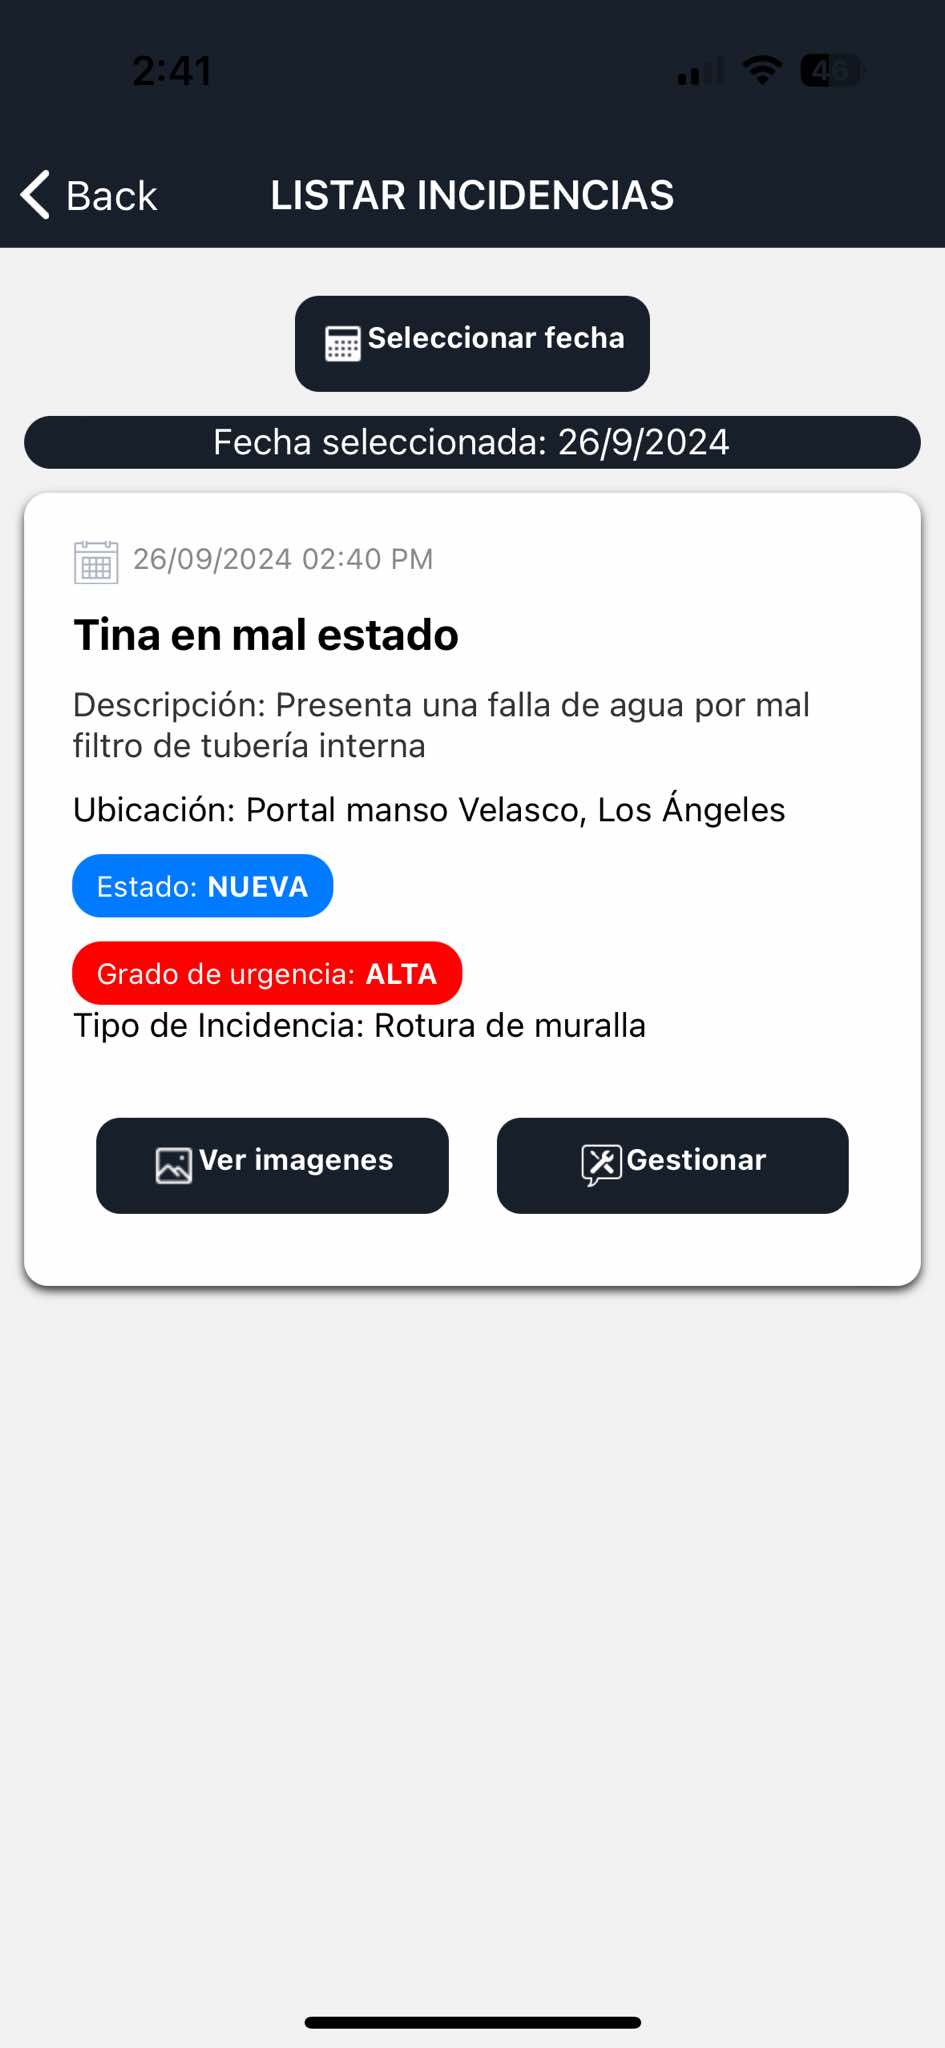 2:41
46
Back
LISTAR INCIDENCIAS
Seleccionar fecha
Fecha seleccionada: 26/9/2024
26/09/2024 02:40 PM
Tina en mal estado
Descripción: Presenta una falla de agua por mal
filtro de tubería interna
Ubicación: Portal manso Velasco, Los Ángeles
Estado: NUEVA
Grado de urgencia: ALTA
Tipo de Incidencia: Rotura de muralla
Ver imagenes
Gestionar